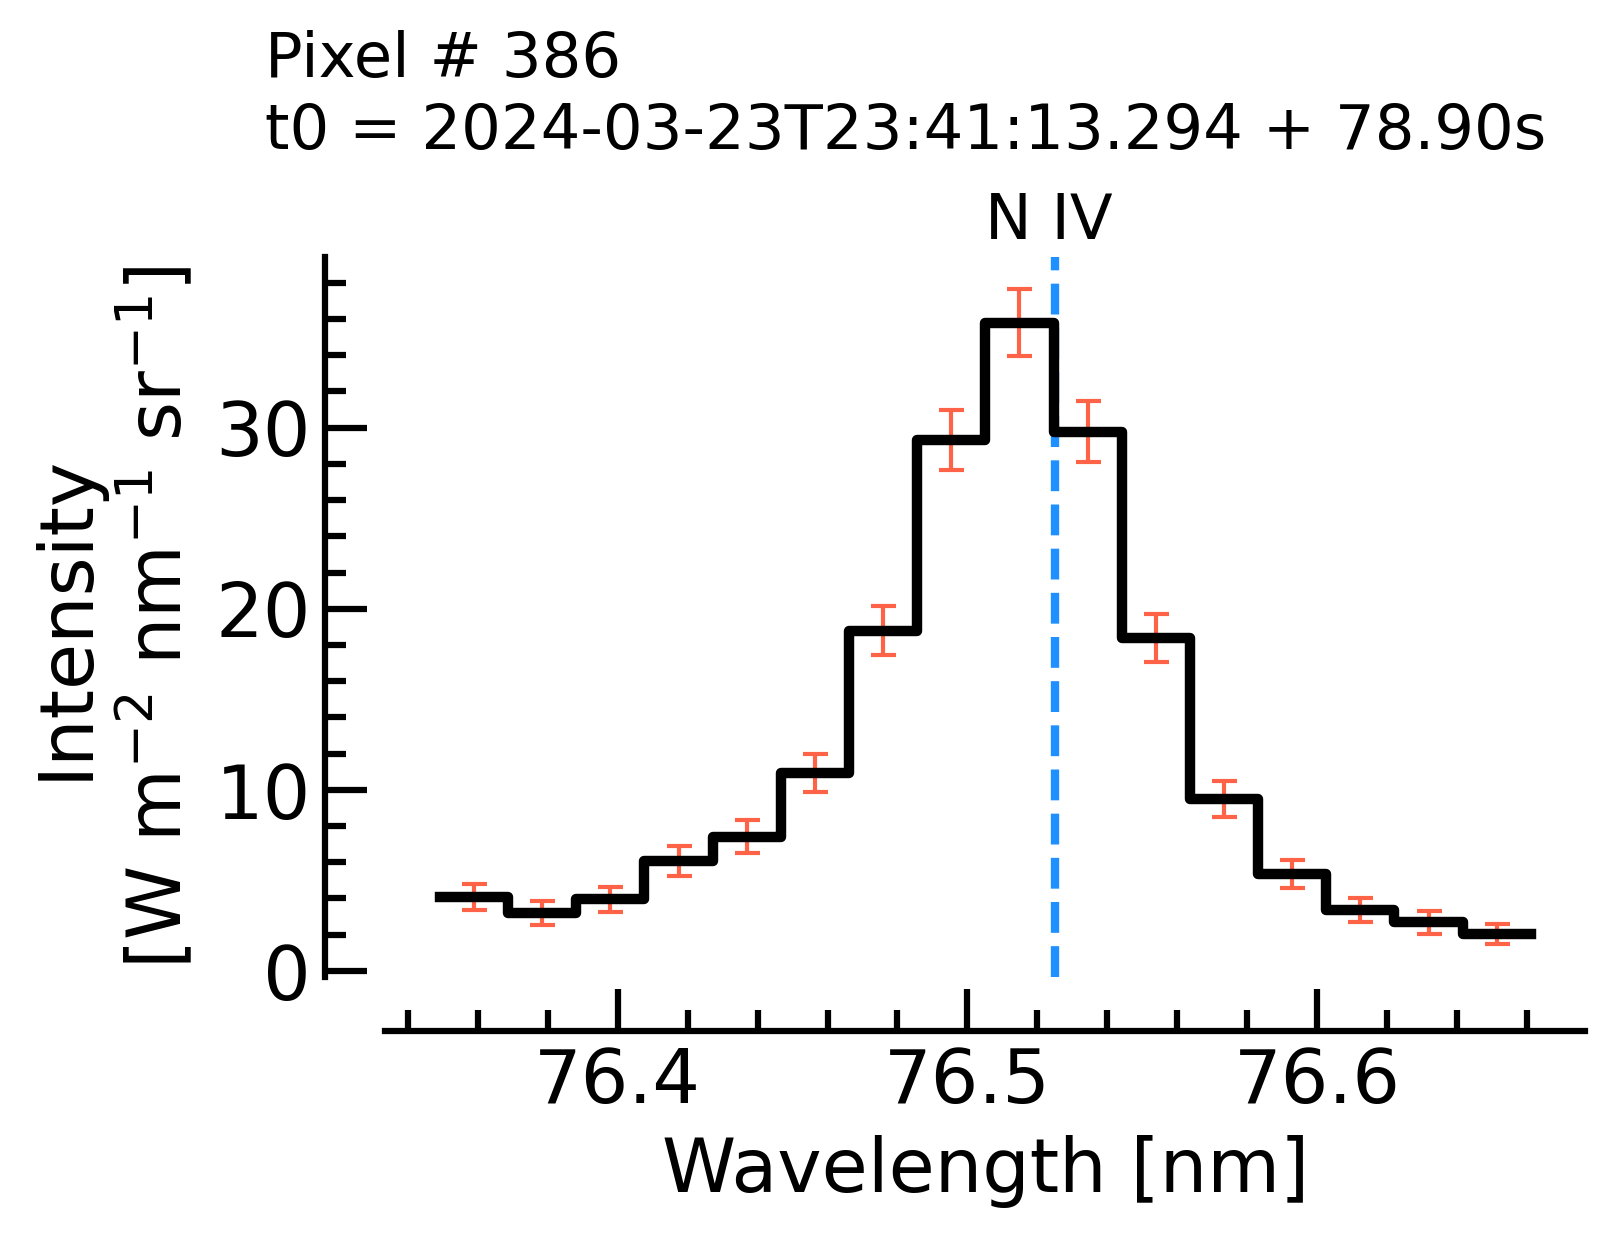 Pixel # 386
t0 = 2024-03-23T23:41:13.294 + 78.90s
N IV
Intensity
[W m⁻² nm⁻¹ sr⁻¹]
30
20
10
0
76.4 76.5 76.6
Wavelength [nm]